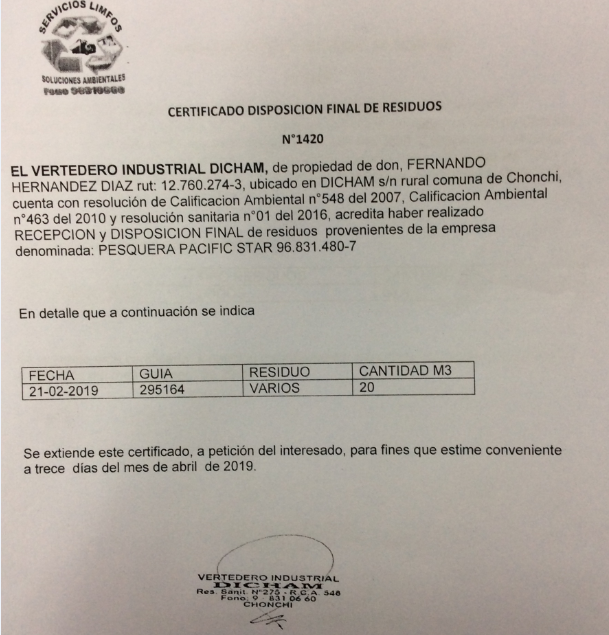 SERVICIOS LIMFOS
SOLUCIONES AMBIENTALES
CERTIFICADO DISPOSICION FINAL DE RESIDUOS
N°1420
EL VERTEDERO INDUSTRIAL DICHAM, de propiedad de don, FERNANDO
HERNANDEZ DIAZ rut: 12.760.274-3, ubicado en DICHAM s/n rural comuna de Chonchi,
cuenta con resolución de Calificacion Ambiental n°548 del 2007, Calificacion Ambiental
n°463 del 2010 y resolución sanitaria n°01 del 2016, acredita haber realizado
RECEPCION y DISPOSICION FINAL de residuos provenientes de la empresa
denominada: PESQUERA PACIFIC STAR 96.831.480-7
En detalle que a continuación se indica
FECHA GUIA RESIDUO CANTIDAD M3
21-02-2019 295164 VARIOS 20
Se extiende este certificado, a petición del interesado, para fines que estime conveniente
a trece días del mes de abril de 2019.
VERTEDERO INDUSTRIAL
DICHAM
Res. Sanit. N°275 - R.C.A. 548
Fono: 9 831 06 60
CHONCHI